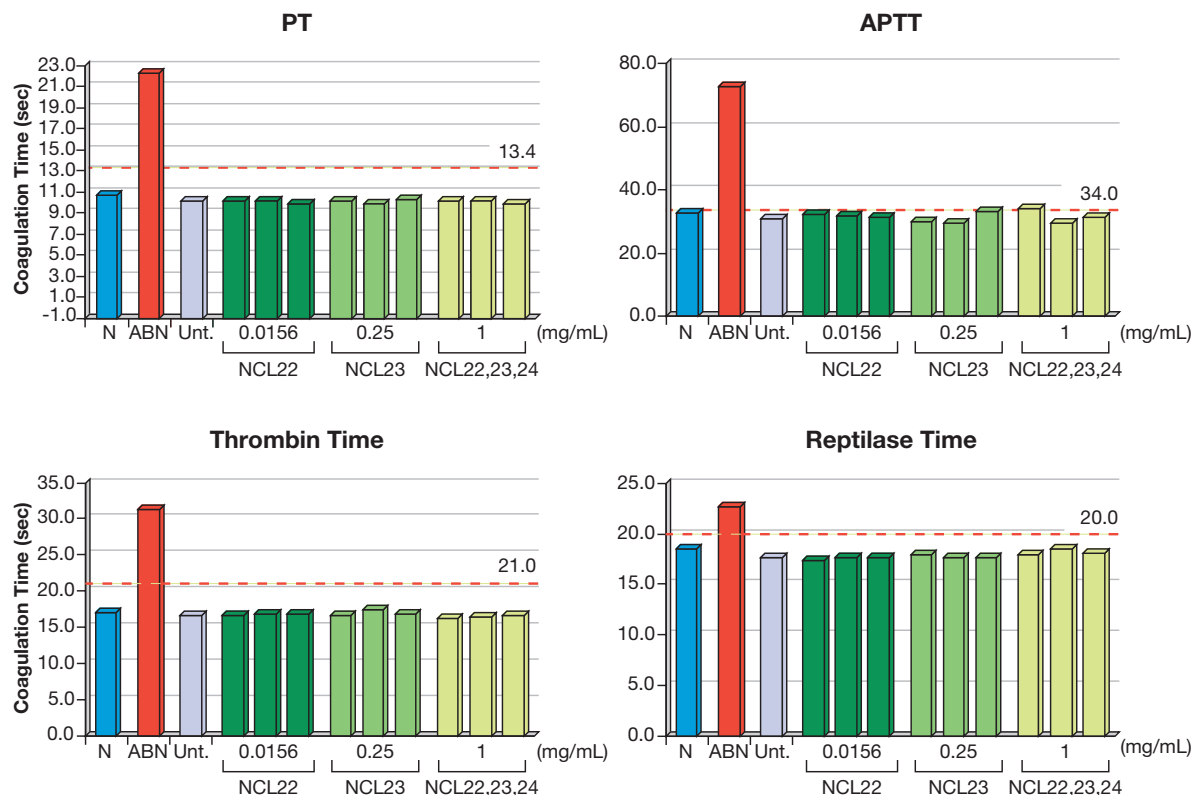 PT
Coagulation Time (sec)
23.0
21.0
19.0
17.0
15.0
13.0
11.0
9.0
7.0
5.0
3.0
1.0
-1.0
13.4
N ABN Unt. 0.0156 0.25 1 (mg/mL)
NCL22 NCL23 NCL22,23,24
APTT
80.0
60.0
40.0
20.0
0.0
34.0
N ABN Unt. 0.0156 0.25 1 (mg/mL)
NCL22 NCL23 NCL22,23,24
Thrombin Time
Coagulation Time (sec)
35.0
30.0
25.0
20.0
15.0
10.0
5.0
0.0
21.0
N ABN Unt. 0.0156 0.25 1 (mg/mL)
NCL22 NCL23 NCL22,23,24
Reptilase Time
25.0
20.0
15.0
10.0
5.0
0.0
20.0
N ABN Unt. 0.0156 0.25 1 (mg/mL)
NCL22 NCL23 NCL22,23,24